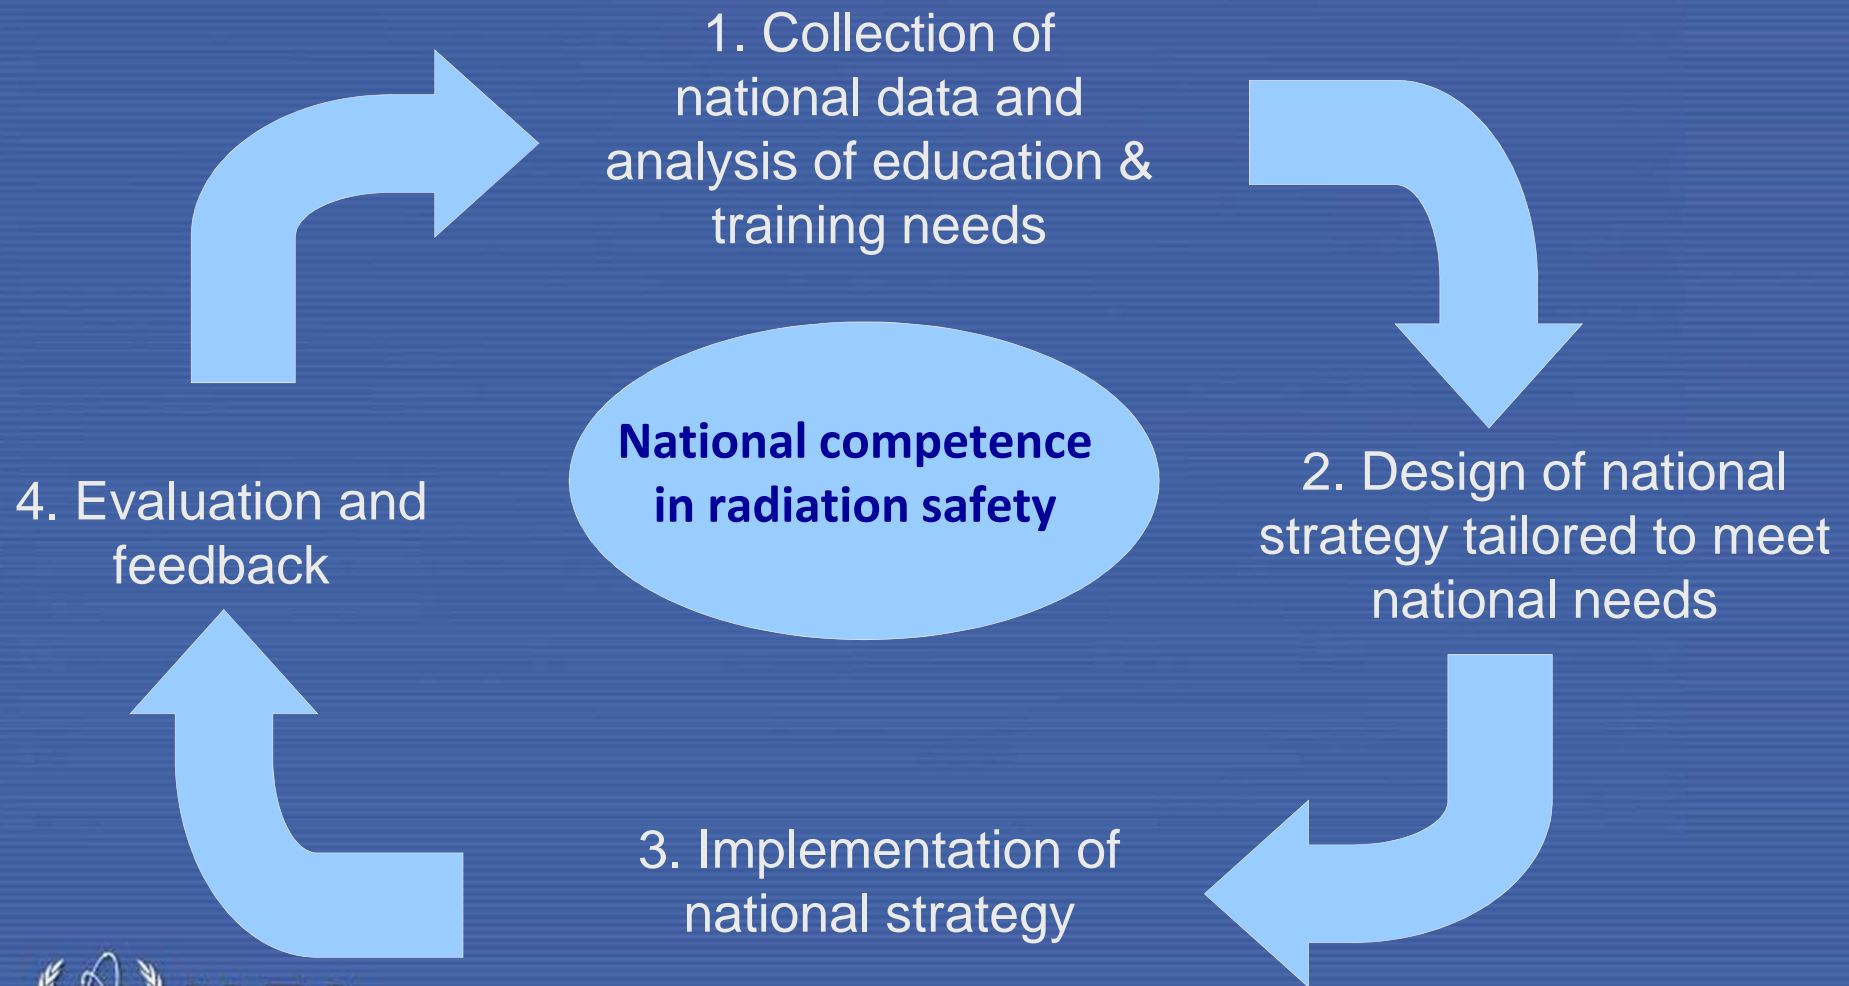 1. Collection of
national data and
analysis of education &
training needs
National competence
in radiation safety
2. Design of national
strategy tailored to meet
national needs
3. Implementation of
national strategy
4. Evaluation and
feedback